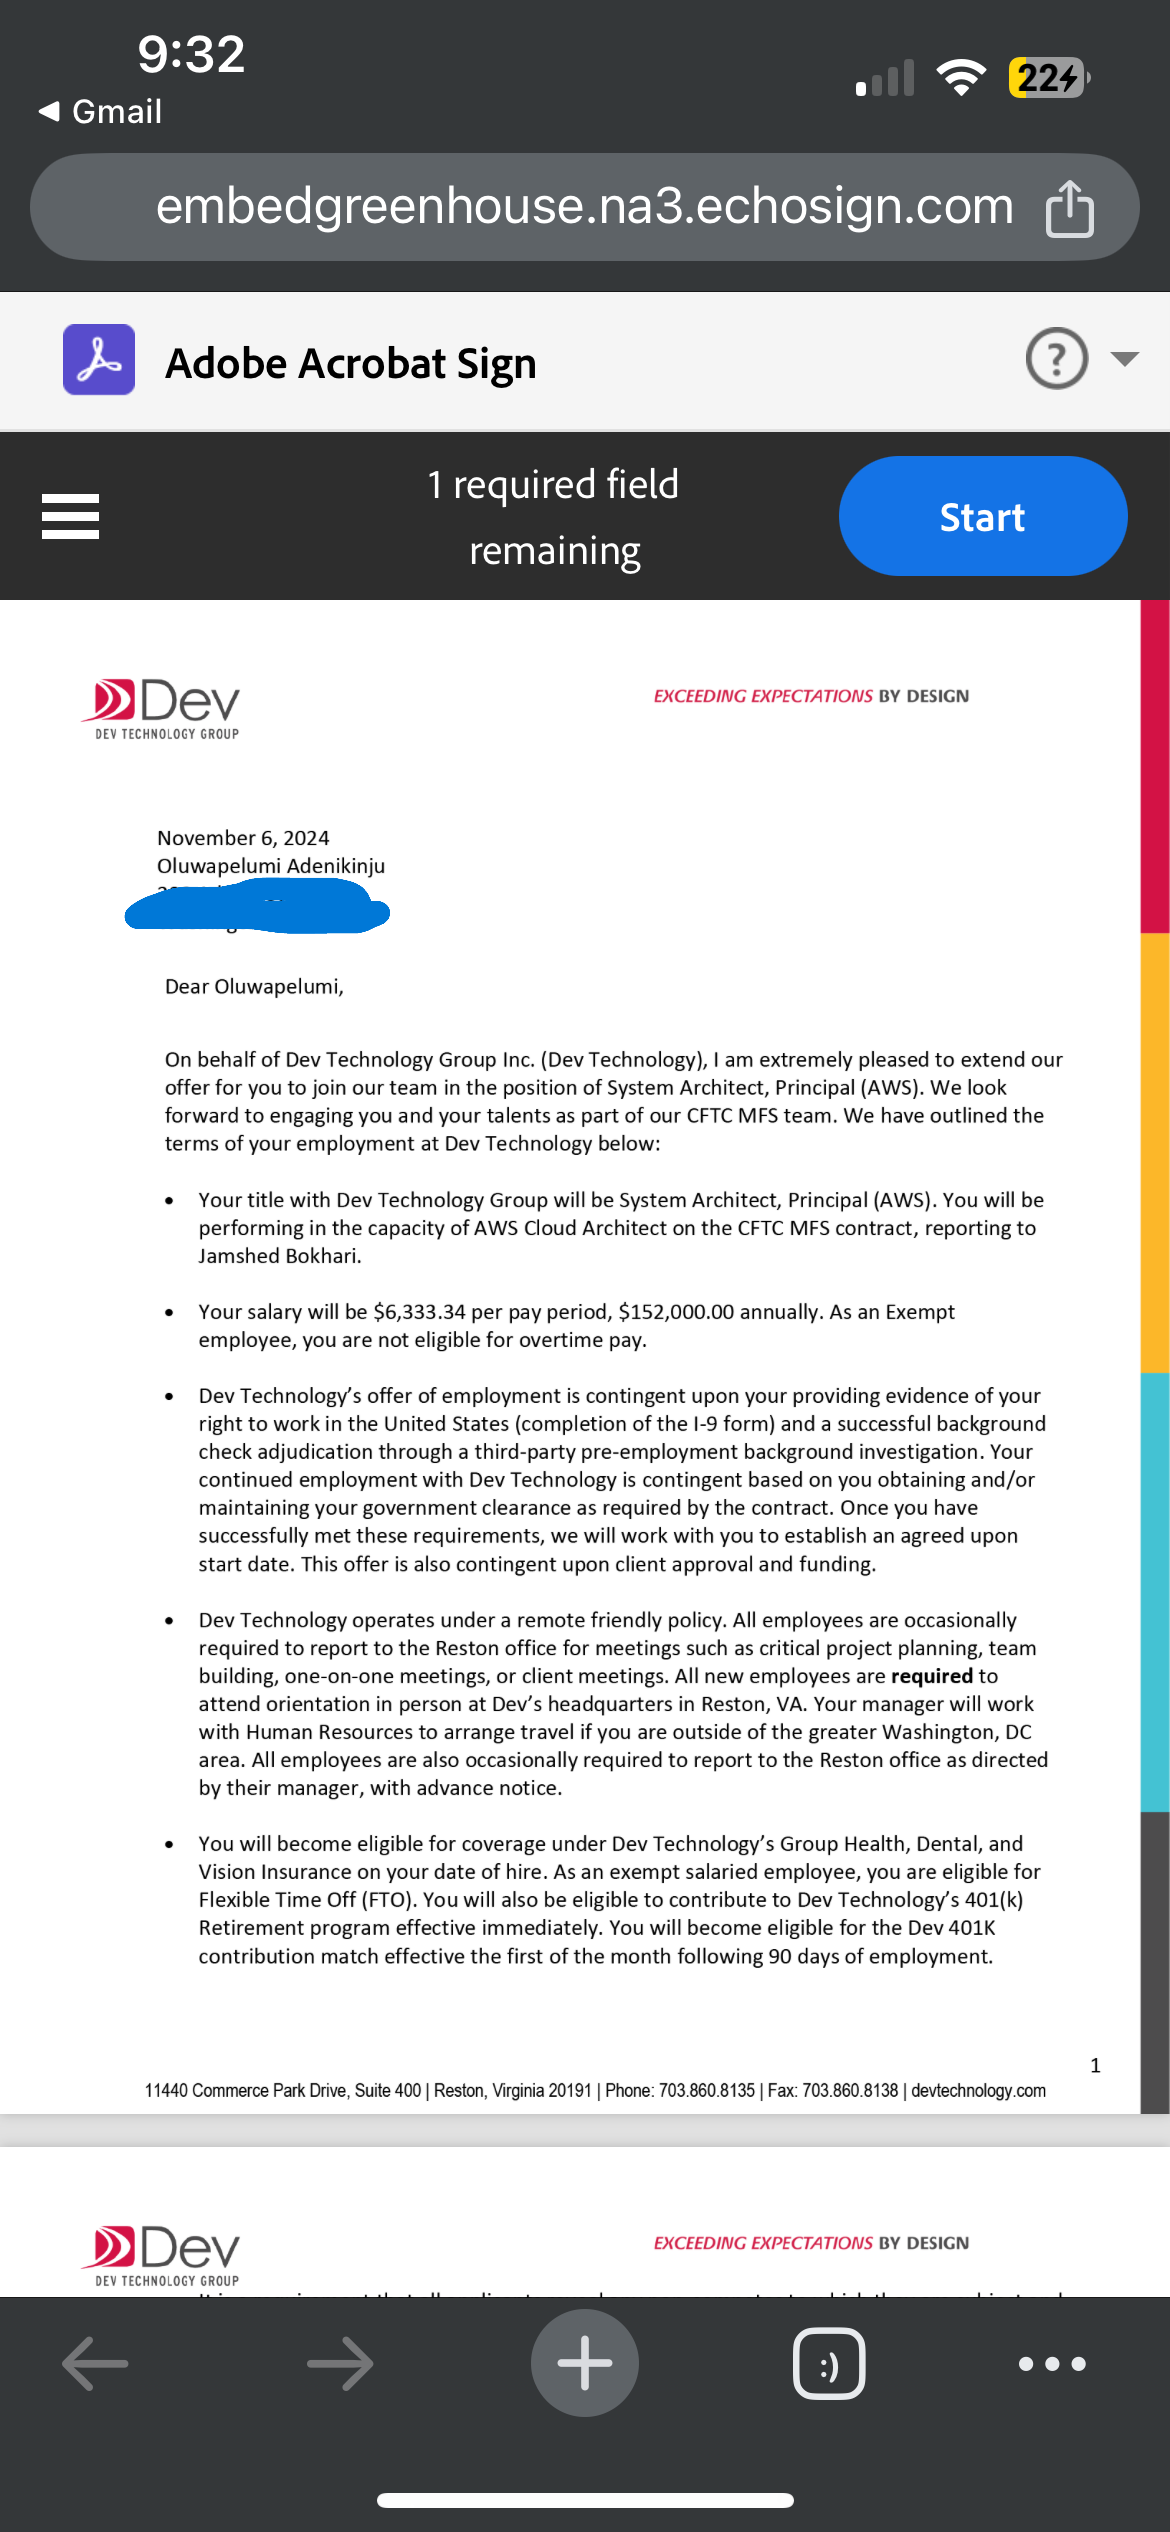 9:32
22
◀ Gmail
embedgreenhouse.na3.echosign.com
Adobe Acrobat Sign
?
1 required field
remaining
Start
Dev
DEV TECHNOLOGY GROUP
EXCEEDING EXPECTATIONS BY DESIGN
November 6, 2024
Oluwapelumi Adenikinju
Dear Oluwapelumi,
On behalf of Dev Technology Group Inc. (Dev Technology), I am extremely pleased to extend our
offer for you to join our team in the position of System Architect, Principal (AWS). We look
forward to engaging you and your talents as part of our CFTC MFS team. We have outlined the
terms of your employment at Dev Technology below:
• Your title with Dev Technology Group will be System Architect, Principal (AWS). You will be
performing in the capacity of AWS Cloud Architect on the CFTC MFS contract, reporting to
Jamshed Bokhari.
• Your salary will be $6,333.34 per pay period, $152,000.00 annually. As an Exempt
employee, you are not eligible for overtime pay.
• Dev Technology’s offer of employment is contingent upon your providing evidence of your
right to work in the United States (completion of the I-9 form) and a successful background
check adjudication through a third-party pre-employment background investigation. Your
continued employment with Dev Technology is contingent based on you obtaining and/or
maintaining your government clearance as required by the contract. Once you have
successfully met these requirements, we will work with you to establish an agreed upon
start date. This offer is also contingent upon client approval and funding.
• Dev Technology operates under a remote friendly policy. All employees are occasionally
required to report to the Reston office for meetings such as critical project planning, team
building, one-on-one meetings, or client meetings. All new employees are required to
attend orientation in person at Dev’s headquarters in Reston, VA. Your manager will work
with Human Resources to arrange travel if you are outside of the greater Washington, DC
area. All employees are also occasionally required to report to the Reston office as directed
by their manager, with advance notice.
• You will become eligible for coverage under Dev Technology’s Group Health, Dental, and
Vision Insurance on your date of hire. As an exempt salaried employee, you are eligible for
Flexible Time Off (FTO). You will also be eligible to contribute to Dev Technology’s 401(k)
Retirement program effective immediately. You will become eligible for the Dev 401K
contribution match effective the first of the month following 90 days of employment.
1
11440 Commerce Park Drive, Suite 400 | Reston, Virginia 20191 | Phone: 703.860.8135 | Fax: 703.860.8138 | devtechnology.com
Dev
DEV TECHNOLOGY GROUP
EXCEEDING EXPECTATIONS BY DESIGN
:)